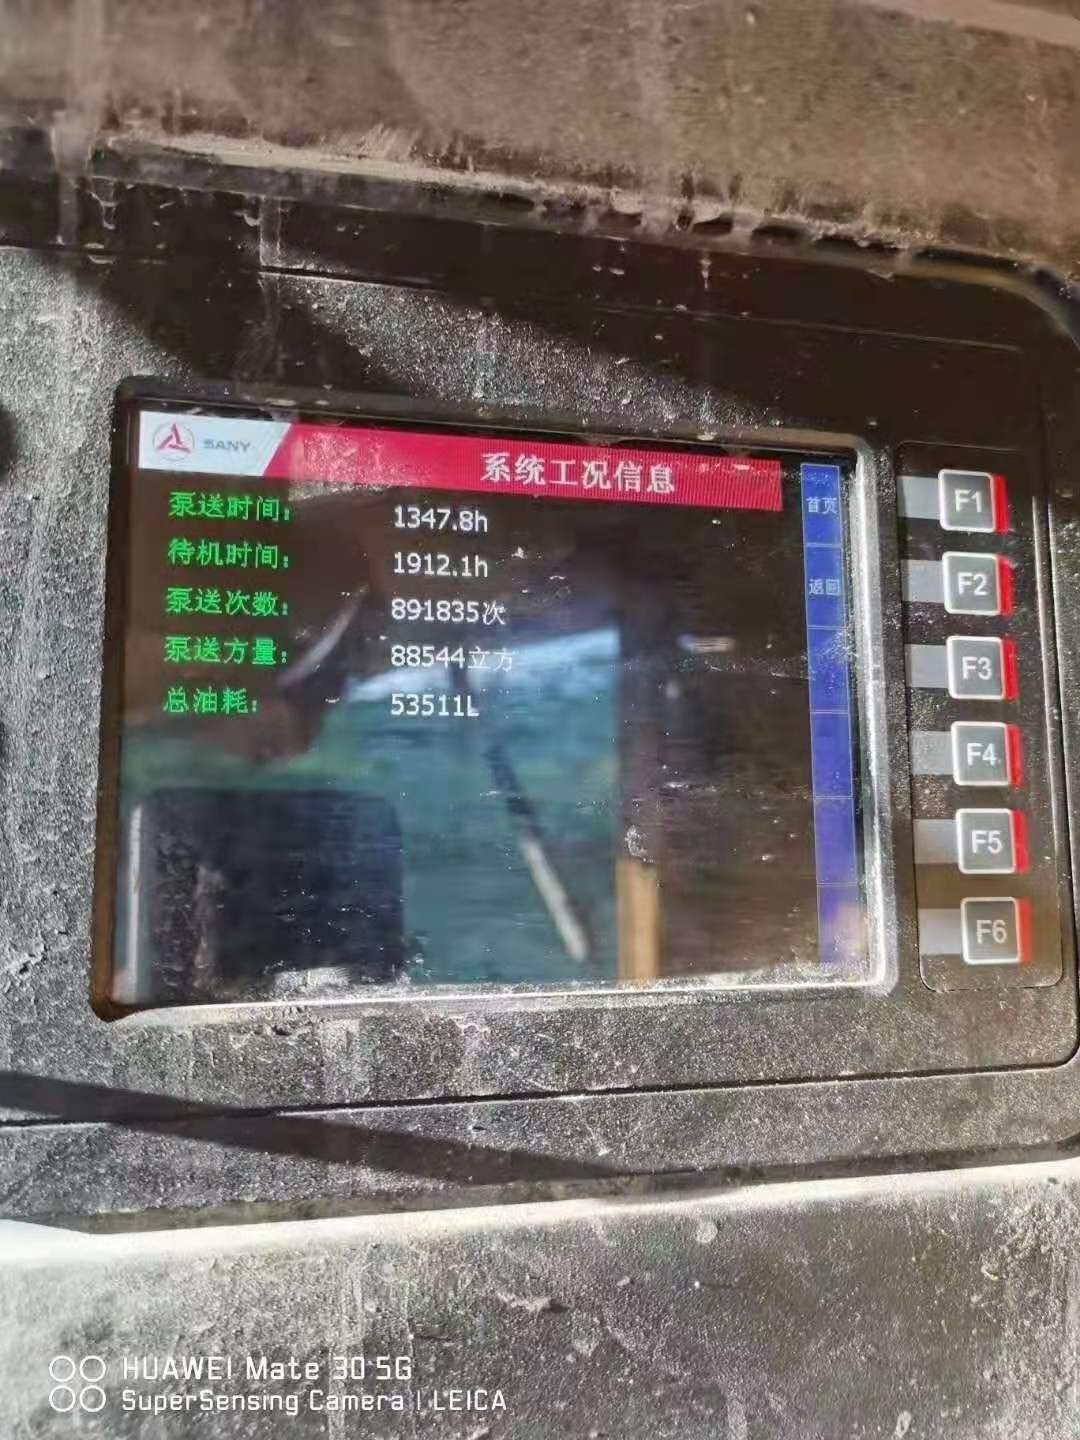 SANY
系统工况信息
泵送时间: 1347.8h
待机时间: 1912.1h
泵送次数: 891835次
泵送方量: 88544立方
总油耗: 53511L
首页
返回
F1
F2
F3
F4
F5
F6
HUAWEI Mate 30 5G
SuperSensing Camera | LEICA